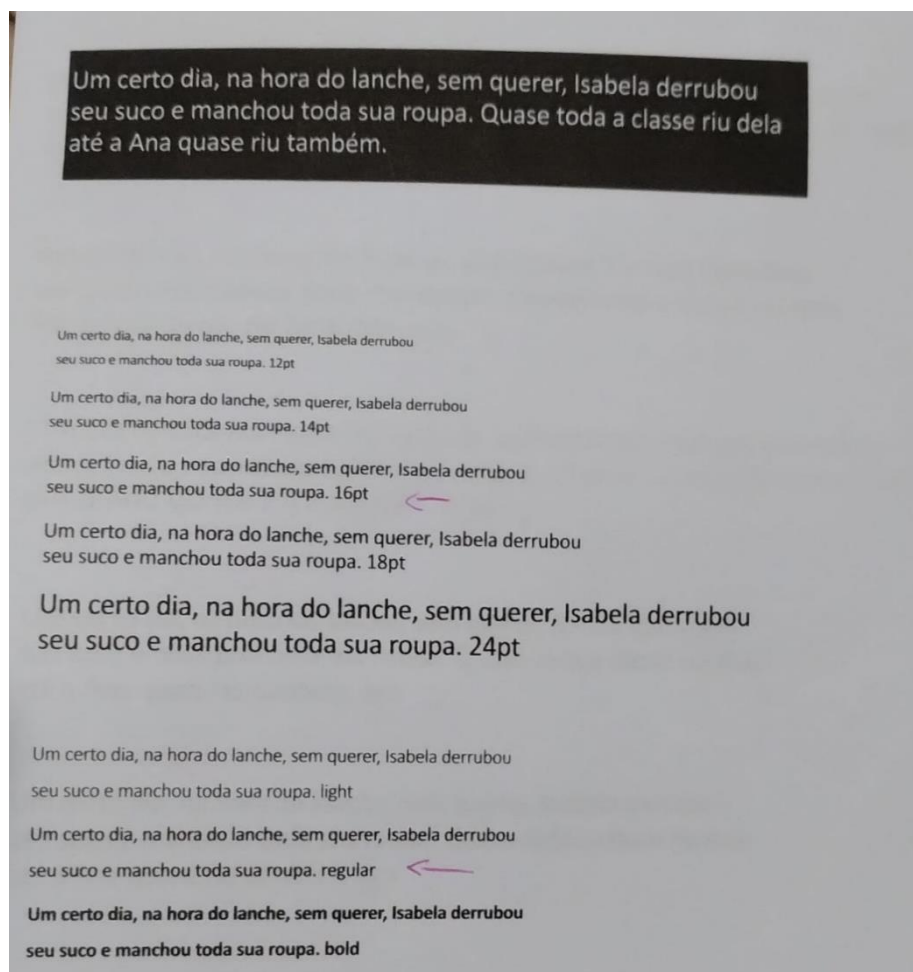 Um certo dia, na hora do lanche, sem querer, Isabela derrubou
seu suco e manchou toda sua roupa. Quase toda a classe riu dela
até a Ana quase riu também.
Um certo dia, na hora do lanche, sem querer, Isabela derrubou
seu suco e manchou toda sua roupa. 12pt
Um certo dia, na hora do lanche, sem querer, Isabela derrubou
seu suco e manchou toda sua roupa. 14pt
Um certo dia, na hora do lanche, sem querer, Isabela derrubou
seu suco e manchou toda sua roupa. 16pt
Um certo dia, na hora do lanche, sem querer, Isabela derrubou
seu suco e manchou toda sua roupa. 18pt
Um certo dia, na hora do lanche, sem querer, Isabela derrubou
seu suco e manchou toda sua roupa. 24pt
Um certo dia, na hora do lanche, sem querer, Isabela derrubou
seu suco e manchou toda sua roupa. light
Um certo dia, na hora do lanche, sem querer, Isabela derrubou
seu suco e manchou toda sua roupa. regular
Um certo dia, na hora do lanche, sem querer, Isabela derrubou
seu suco e manchou toda sua roupa. bold